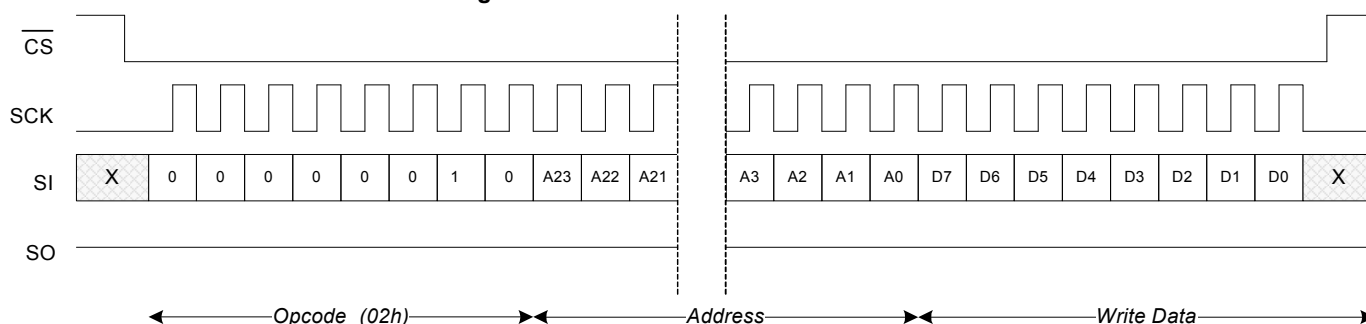 CS
SCK
SI X 0 0 0 0 0 0 1 0 A23 A22 A21 A3 A2 A1 A0 D7 D6 D5 D4 D3 D2 D1 D0 X
SO
Opcode (02h) Address Write Data